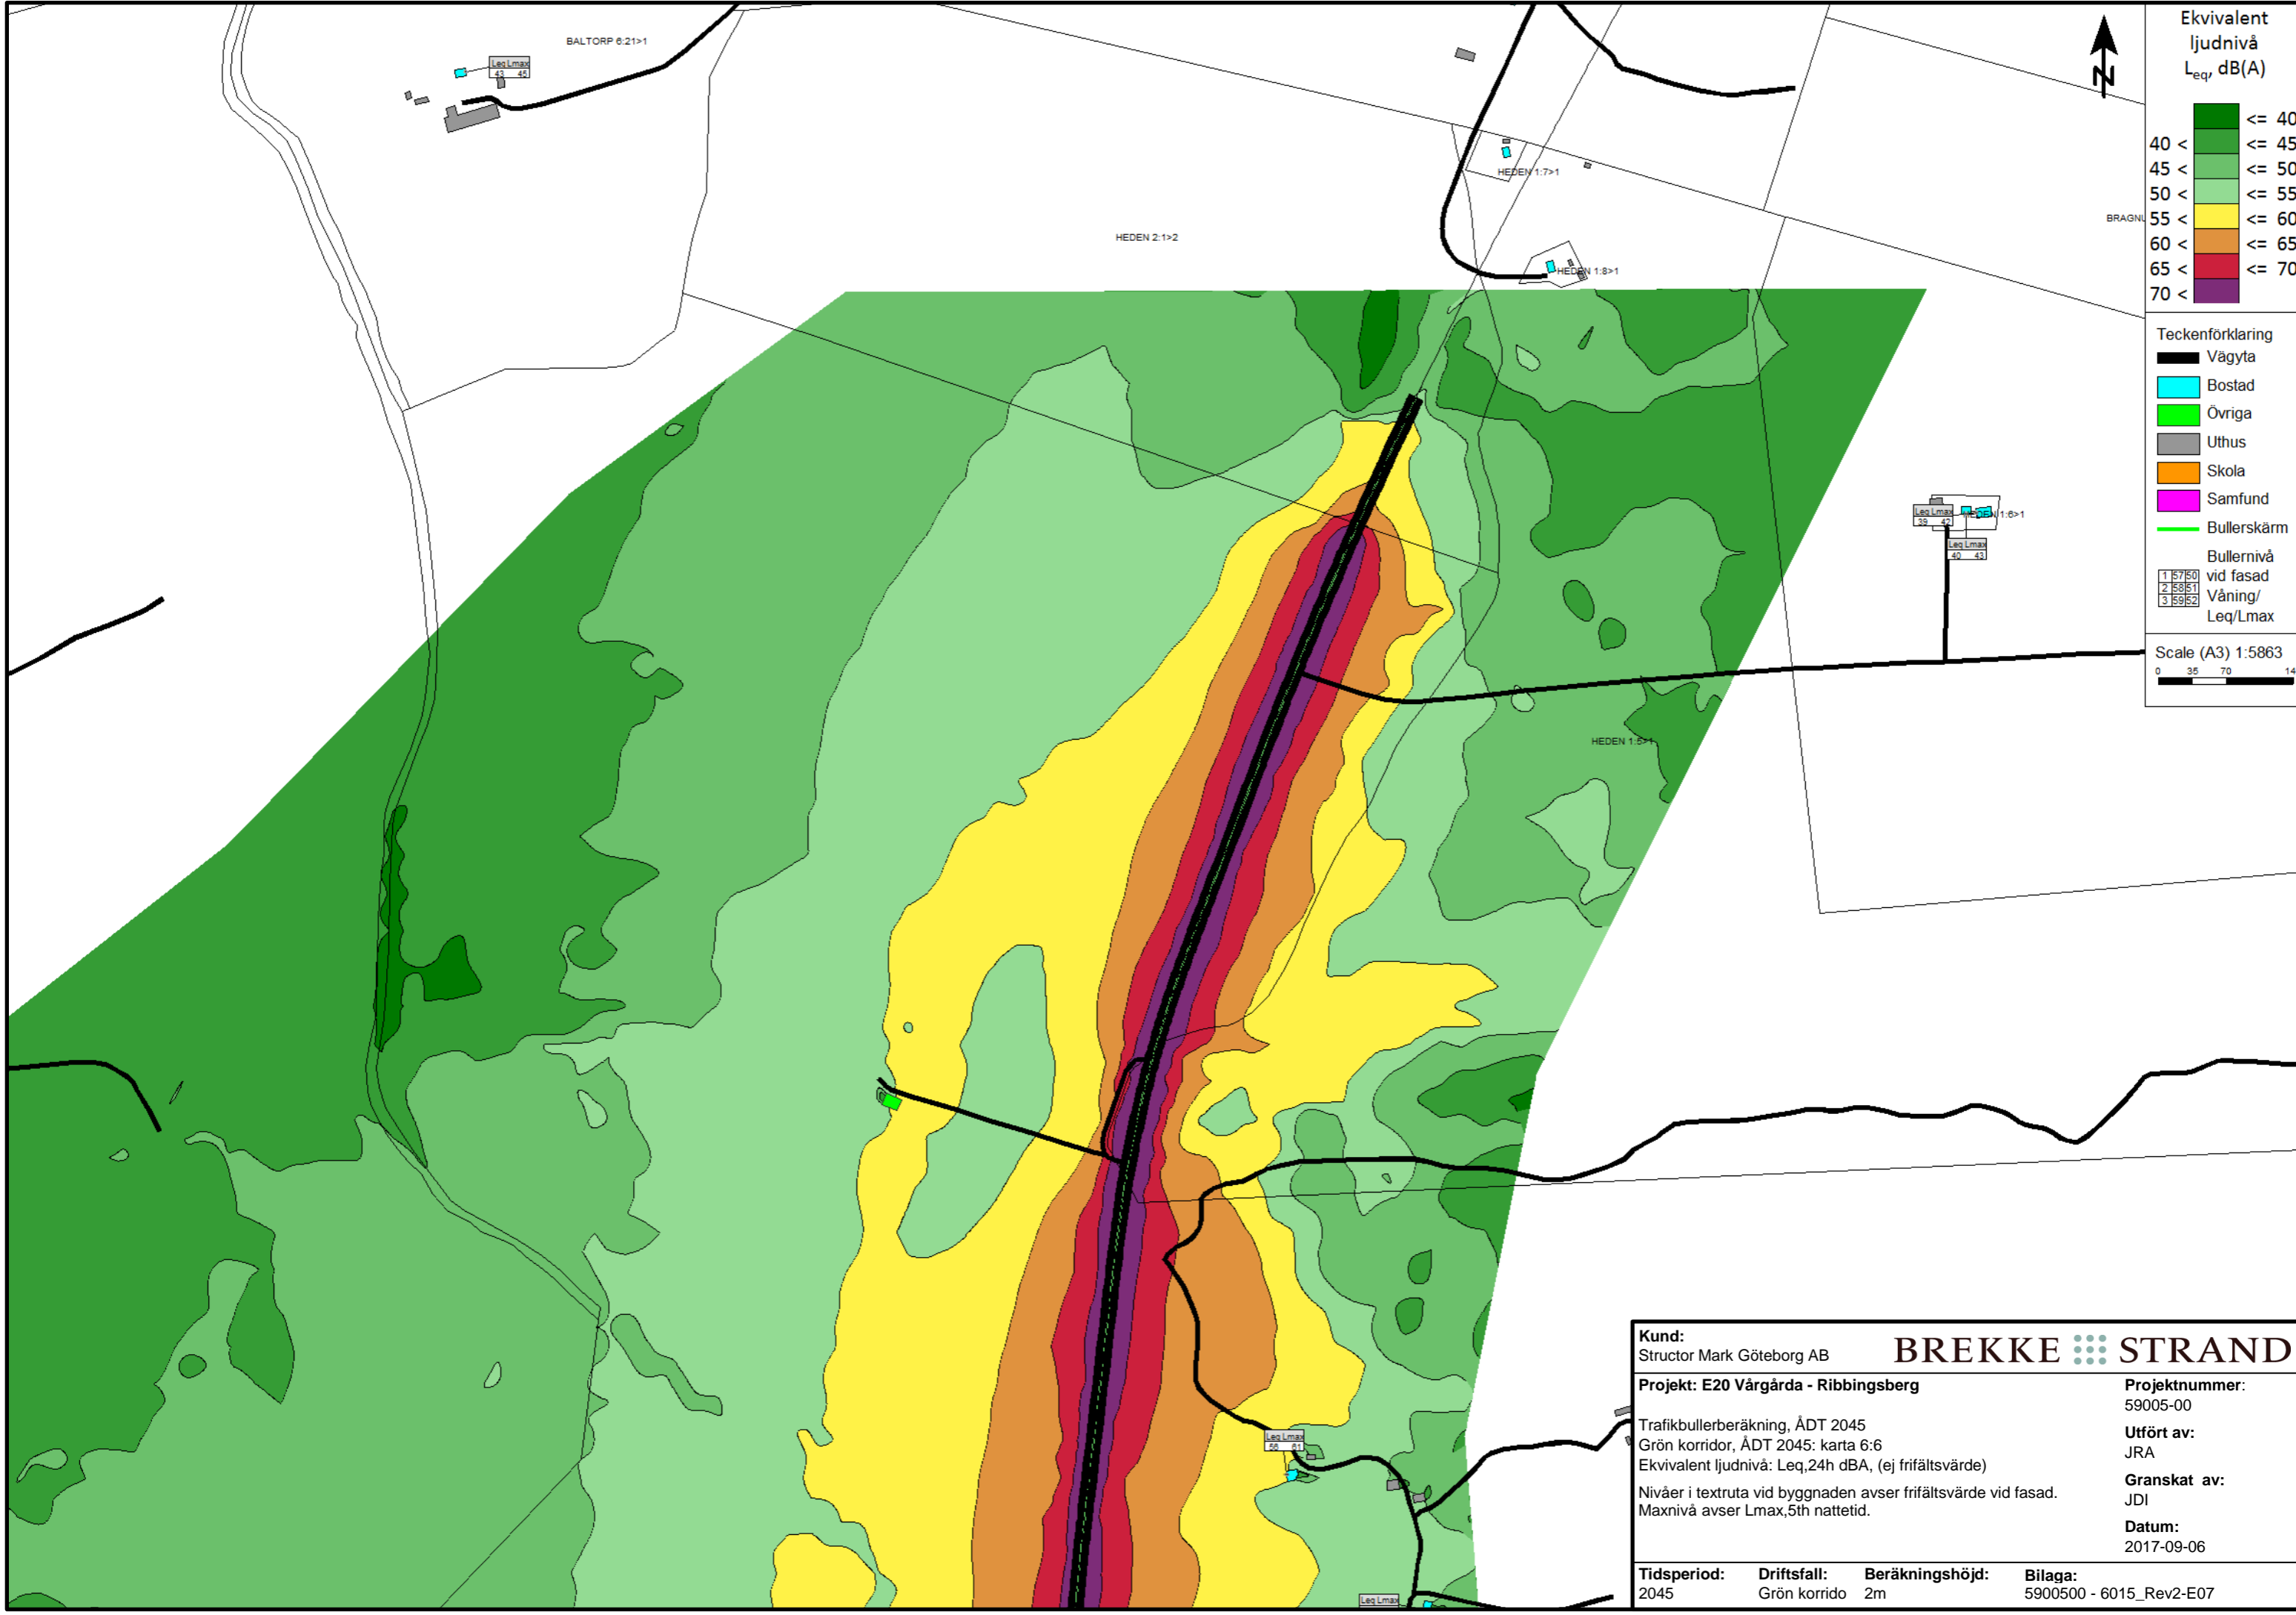 BALTORP 6:21>1
Leq Lmax
43 45
HEDEN 1:7>1
HEDEN 2:1>2
HEDEN 1:8>1
BRAGNU
Leq Lmax
39 42
HEDEN 1:6>1
Leq Lmax
40 43
HEDEN 1:5>1
Leq Lmax
56 61
Leq Lmax
N
Ekvivalent
ljudnivå
Leq, dB(A)
<= 40
40 < <= 45
45 < <= 50
50 < <= 55
55 < <= 60
60 < <= 65
65 < <= 70
70 <
Teckenförklaring
Vägyta
Bostad
Övriga
Uthus
Skola
Samfund
Bullerskärm
Bullernivå
1 57 50 vid fasad
2 58 51 Våning/
3 59 52 Leq/Lmax
Scale (A3) 1:5863
0 35 70 14
Kund:
Structor Mark Göteborg AB
BREKKE STRAND
Projekt: E20 Vårgårda - Ribbingsberg
Trafikbullerberäkning, ÅDT 2045
Grön korridor, ÅDT 2045: karta 6:6
Ekvivalent ljudnivå: Leq,24h dBA, (ej frifältsvärde)
Nivåer i textruta vid byggnaden avser frifältsvärde vid fasad.
Maxnivå avser Lmax,5th nattetid.
Projektnummer:
59005-00
Utfört av:
JRA
Granskat av:
JDI
Datum:
2017-09-06
Tidsperiod: Driftsfall: Beräkningshöjd: Bilaga:
2045 Grön korrido 2m 5900500 - 6015_Rev2-E07